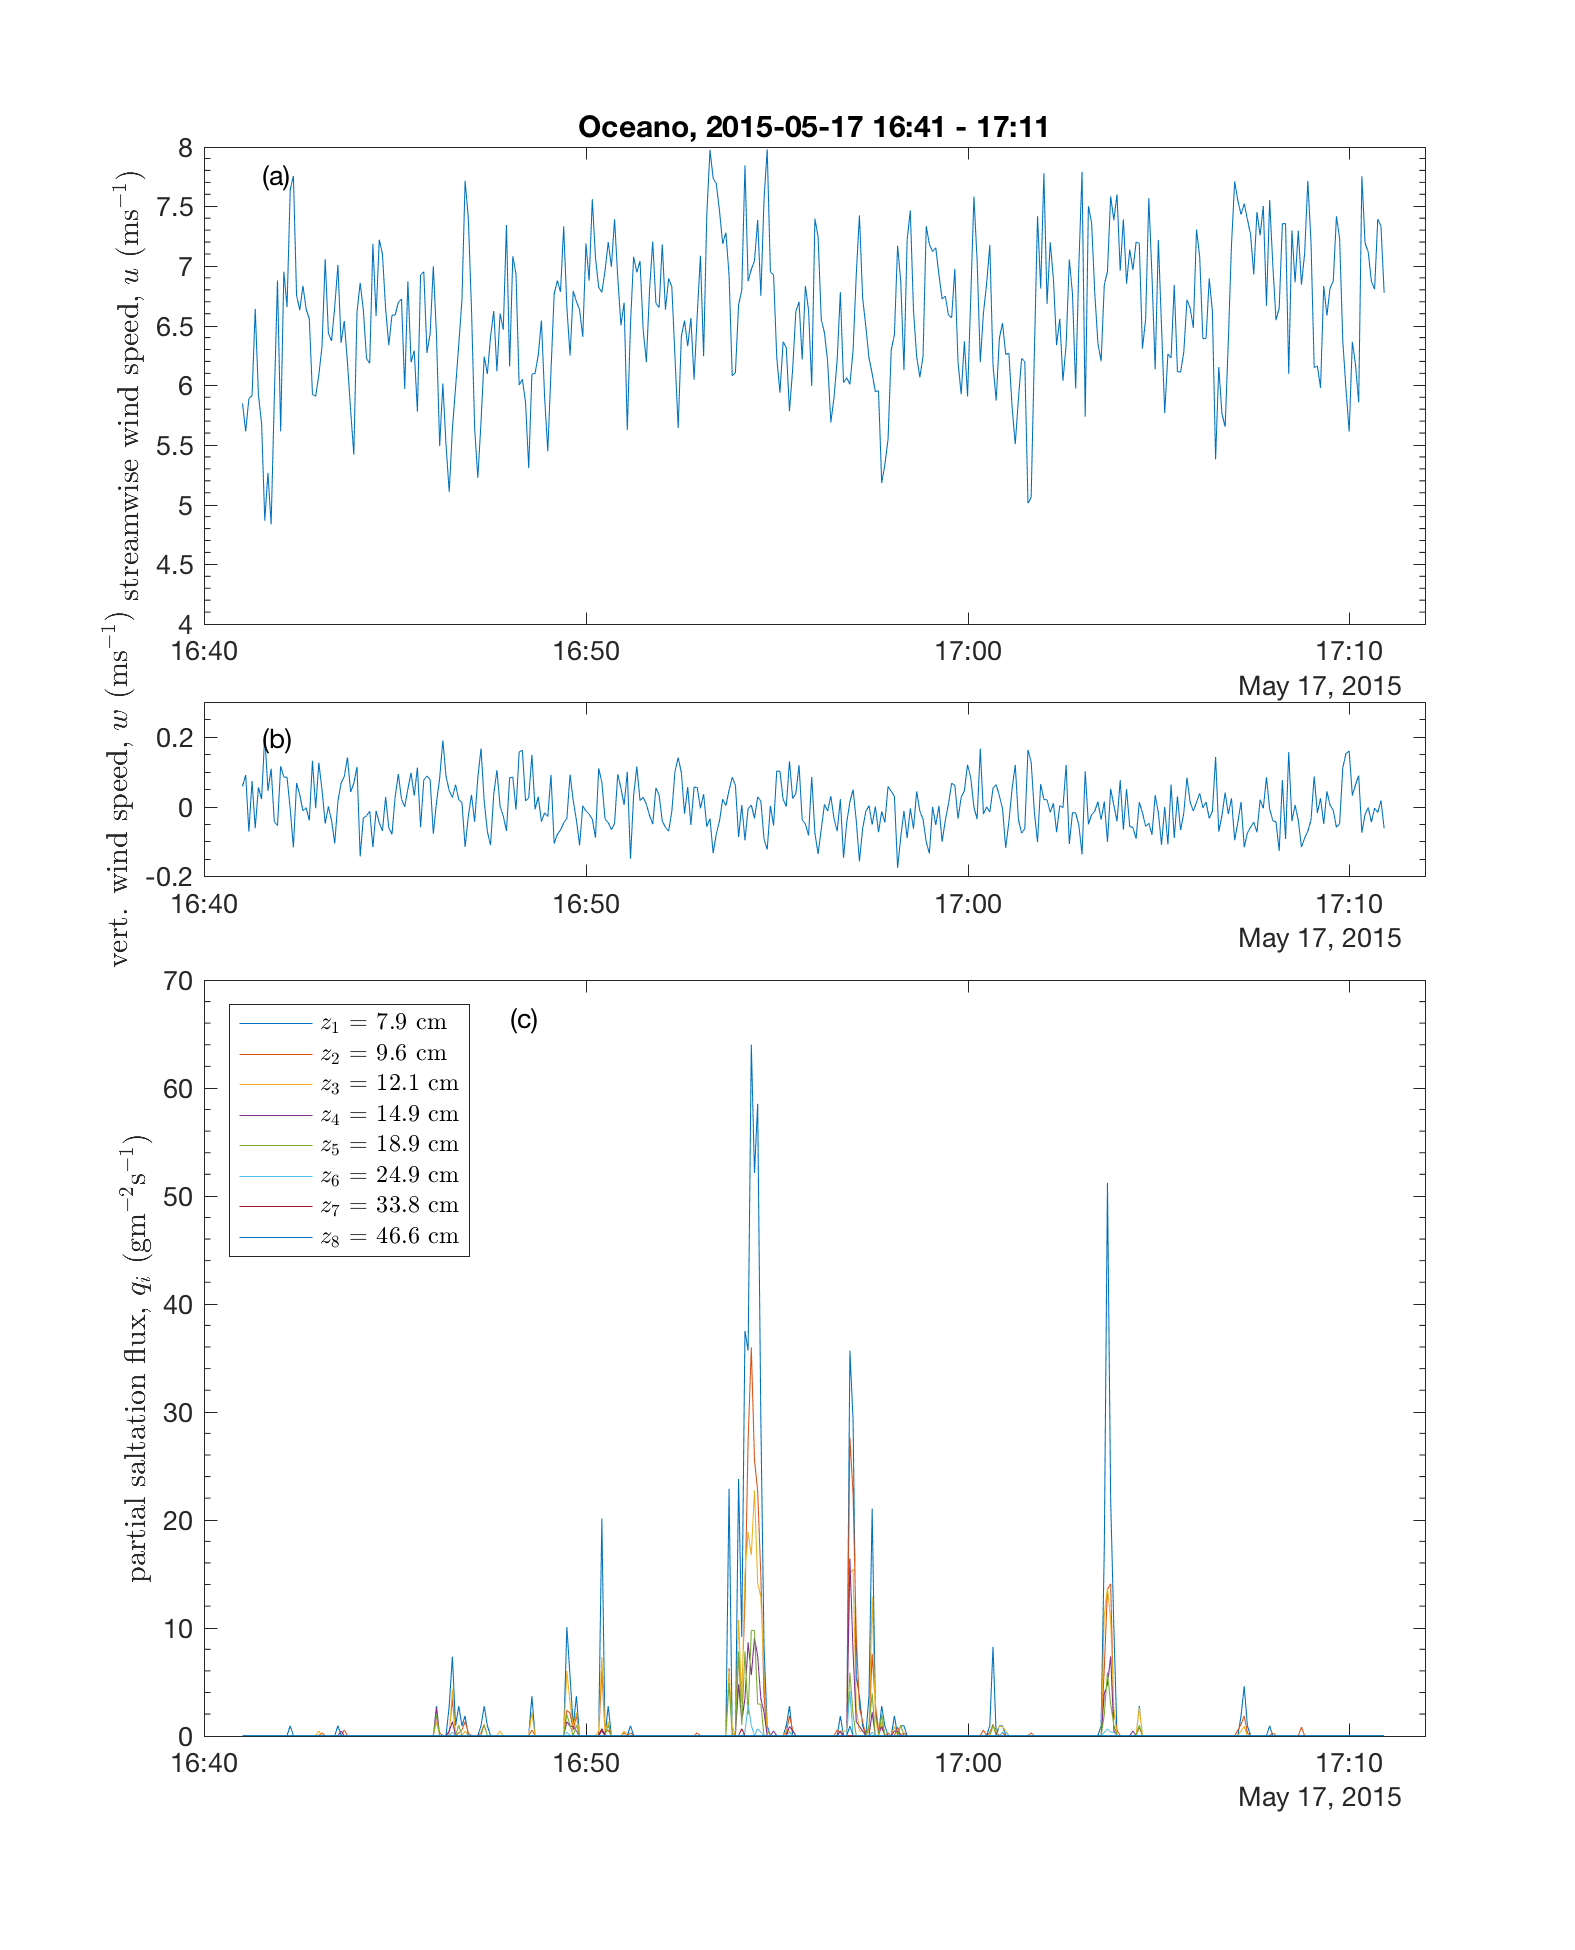 Oceano, 2015-05-17 16:41 - 17:11
(a)
streamwise wind speed, u (ms⁻¹)
8
7.5
7
6.5
6
5.5
5
4.5
4
16:40 16:50 17:00 17:10
May 17, 2015
(b)
vert. wind speed, w (ms⁻¹)
0.2
0
-0.2
16:40 16:50 17:00 17:10
May 17, 2015
(c)
partial saltation flux, qᵢ (gm⁻²s⁻¹)
70
60
50
40
30
20
10
0
z₁ = 7.9 cm
z₂ = 9.6 cm
z₃ = 12.1 cm
z₄ = 14.9 cm
z₅ = 18.9 cm
z₆ = 24.9 cm
z₇ = 33.8 cm
z₈ = 46.6 cm
16:40 16:50 17:00 17:10
May 17, 2015